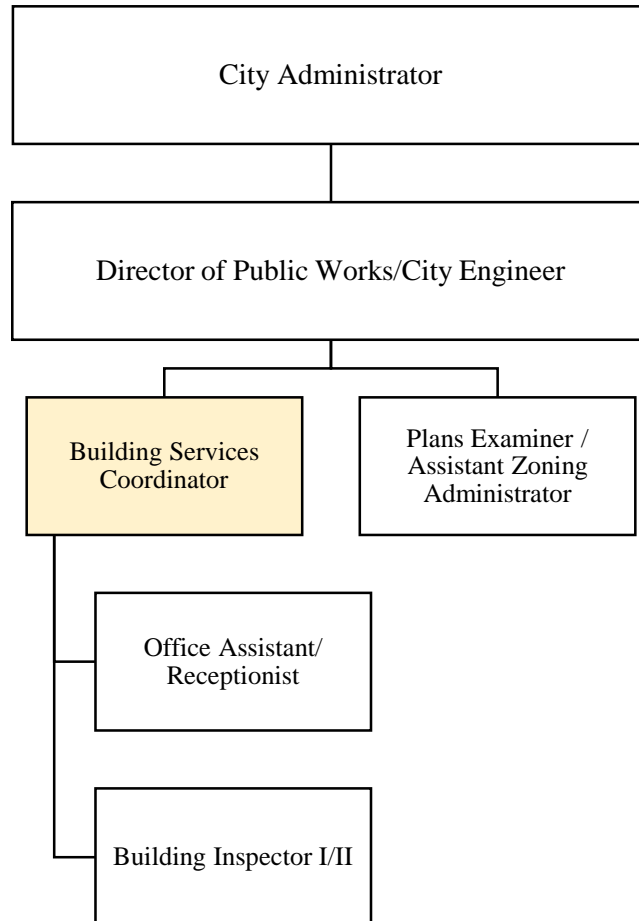 City Administrator
Director of Public Works/City Engineer
Building Services
Coordinator
Plans Examiner /
Assistant Zoning
Administrator
Office Assistant/
Receptionist
Building Inspector I/II